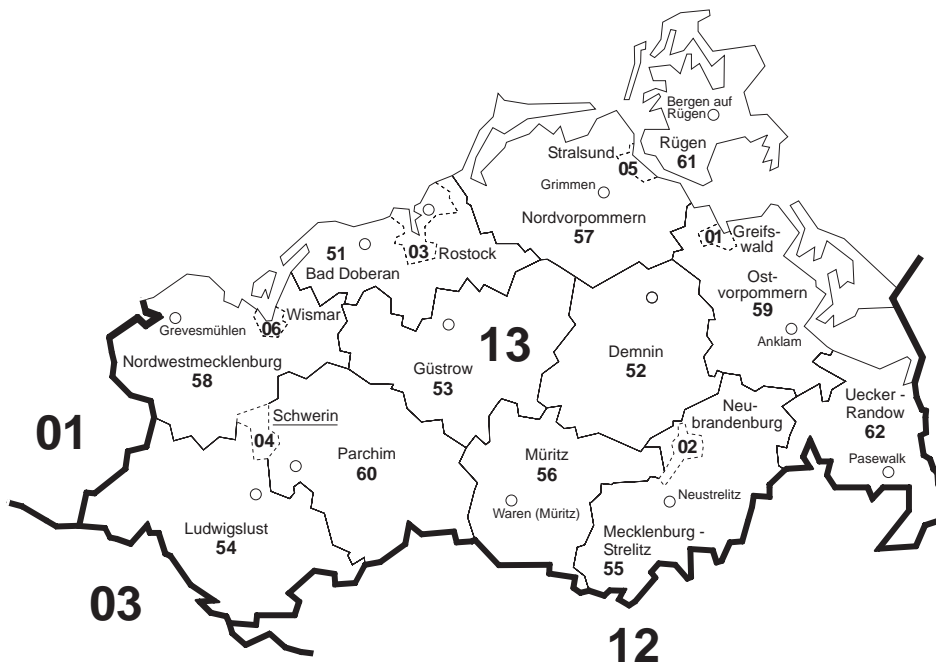 Bergen auf
Rügen
Rügen
61
Stralsund
05
Grimmen
Nordvorpommern
57
01
Greifs-
wald
51
Bad Doberan
03
Rostock
Ost-
vorpommern
59
Anklam
Wismar
06
Grevesmühlen
Nordwestmecklenburg
58
13
Güstrow
53
Demnin
52
Uecker -
Randow
62
Pasewalk
Neu-
brandenburg
02
01
Schwerin
04
Parchim
60
Müritz
56
Waren (Müritz)
Neustrelitz
Mecklenburg -
Strelitz
55
Ludwigslust
54
03
12